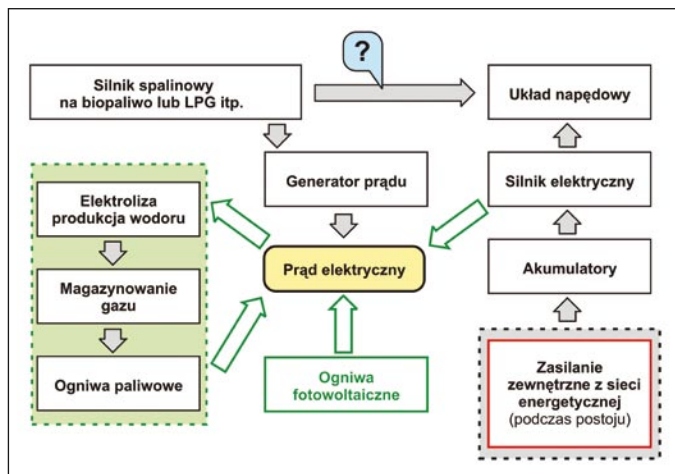 ?
Silnik spalinowy
na biopaliwo lub LPG itp.
Układ napędowy
Generator prądu
Silnik elektryczny
Elektroliza
produkcja wodoru
Prąd elektryczny
Akumulatory
Magazynowanie
gazu
Ogniwa paliwowe
Ogniwa
fotowoltaiczne
Zasilanie
zewnętrzne z sieci
energetycznej
(podczas postoju)